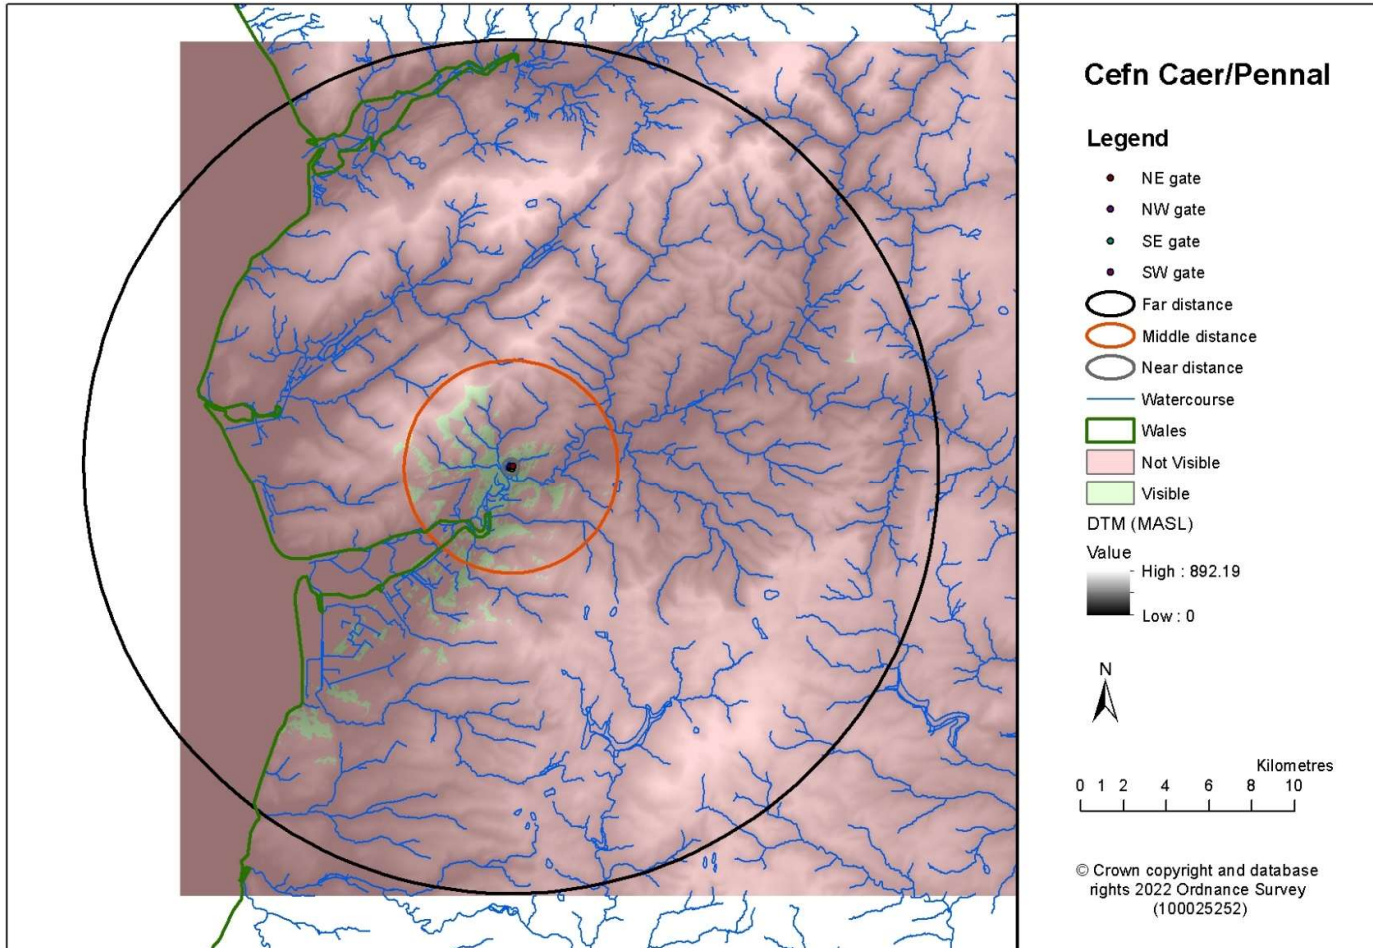 Cefn Caer/Pennal
Legend
NE gate
NW gate
SE gate
SW gate
Far distance
Middle distance
Near distance
Watercourse
Wales
Not Visible
Visible
DTM (MASL)
Value
High : 892.19
Low : 0
N
Kilometres
0 1 2 4 6 8 10
© Crown copyright and database
rights 2022 Ordnance Survey
(100025252)